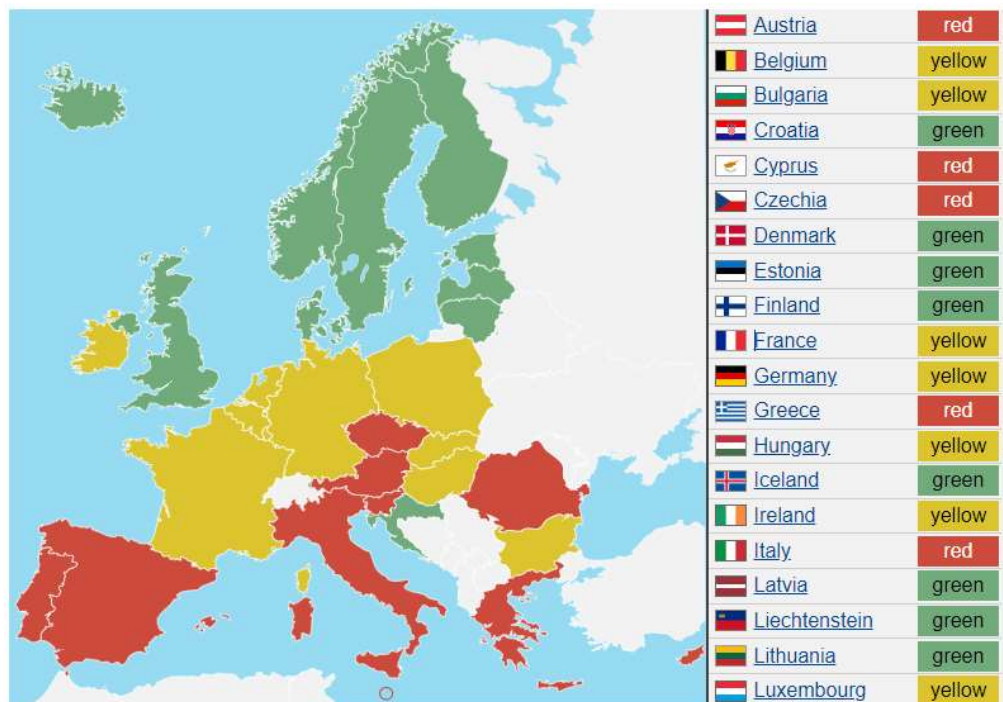 Austria red
Belgium yellow
Bulgaria yellow
Croatia green
Cyprus red
Czechia red
Denmark green
Estonia green
Finland green
France yellow
Germany yellow
Greece red
Hungary yellow
Iceland green
Ireland yellow
Italy red
Latvia green
Liechtenstein green
Lithuania green
Luxembourg yellow